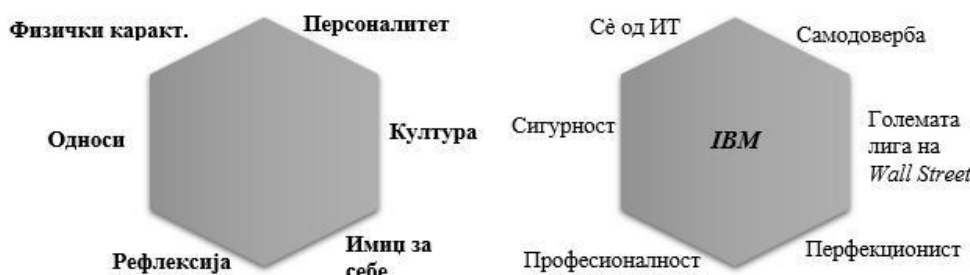 Физички каракт.
Персоналитет
Односи
Култура
Рефлексија
Имиџ за
себе
Сѐ од ИТ
Самодоверба
Сигурност
IBM
Големата
лига на
Wall Street
Професионалност
Перфекционист